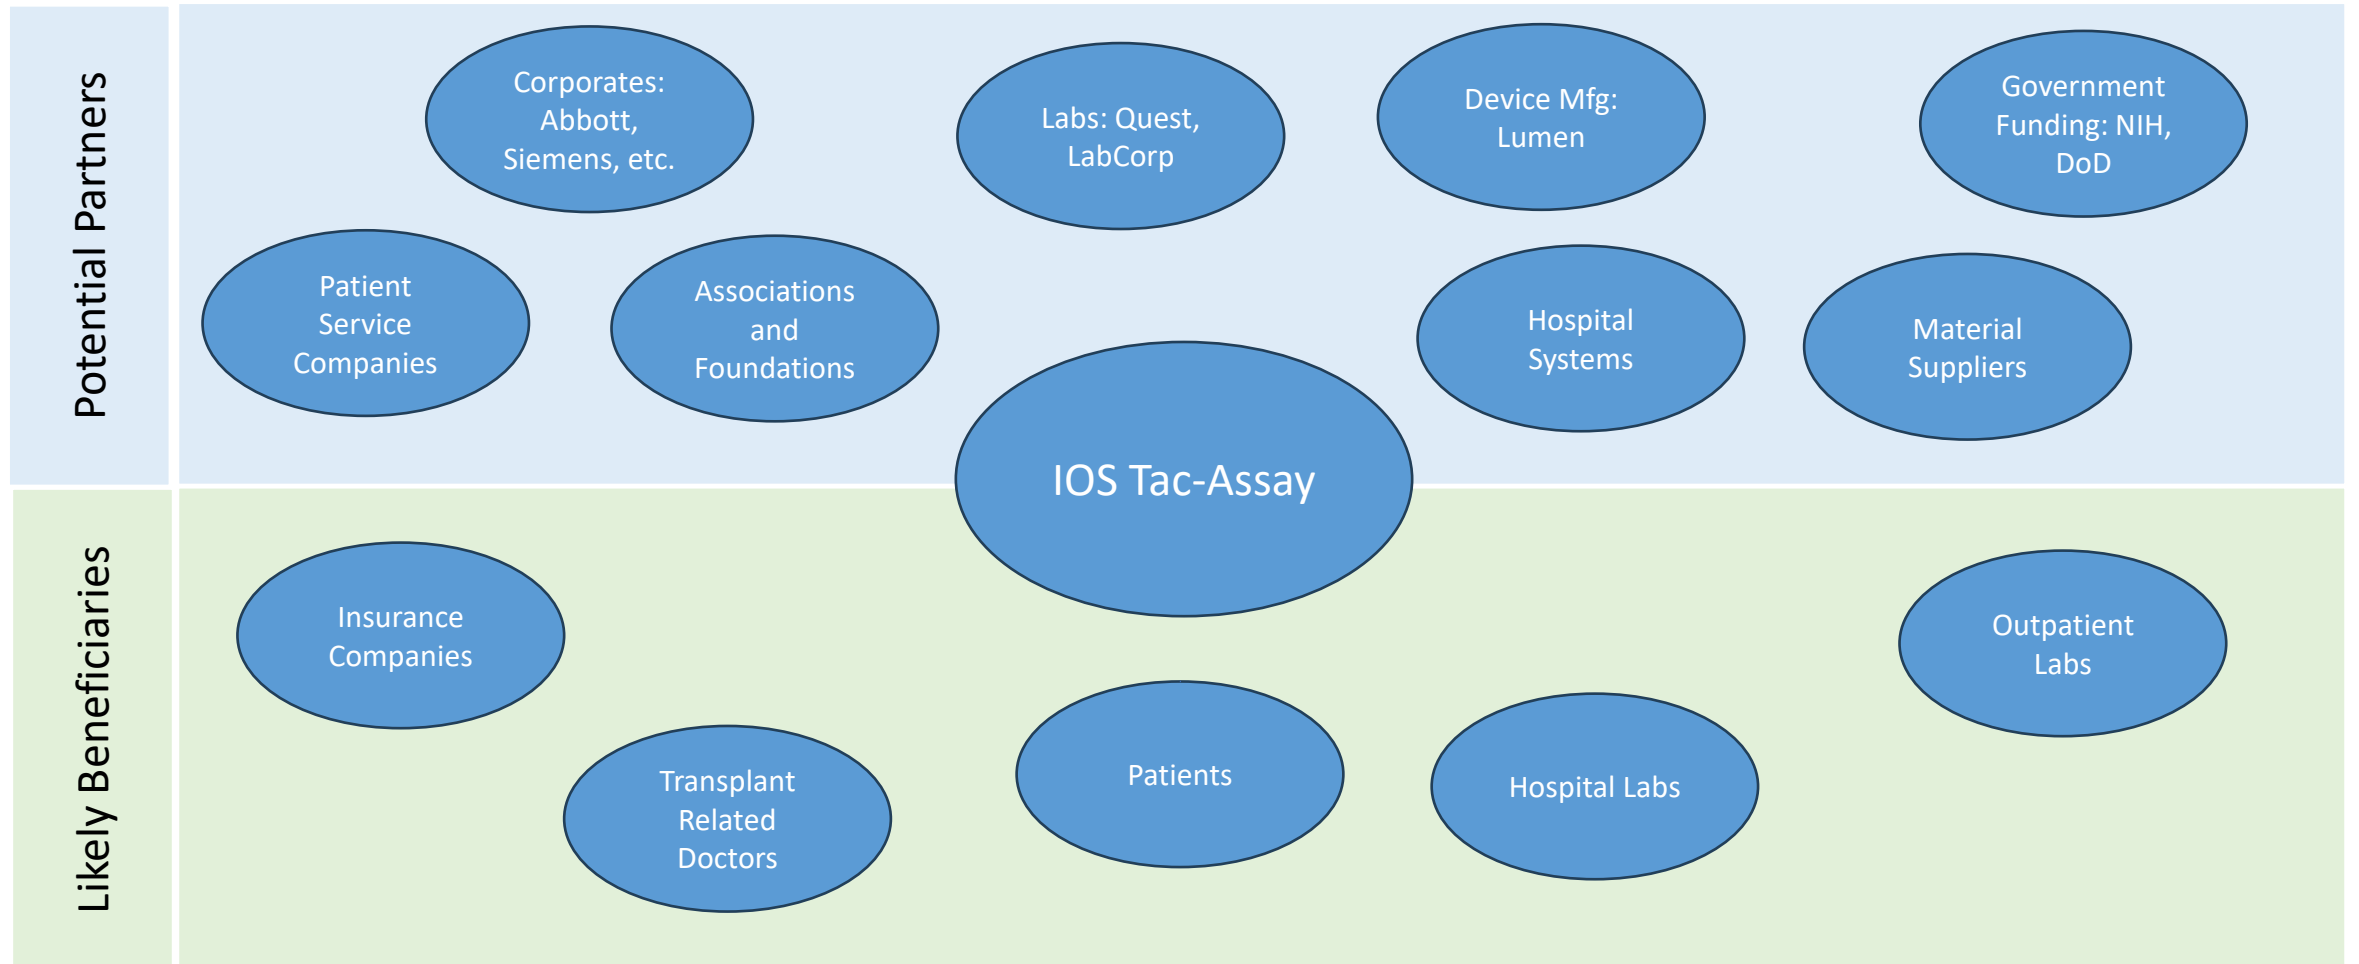 Potential Partners
Corporates:
Abbott,
Siemens, etc.
Labs: Quest,
LabCorp
Device Mfg:
Lumen
Government
Funding: NIH,
DoD
Patient
Service
Companies
Associations
and
Foundations
Hospital
Systems
Material
Suppliers
IOS Tac-Assay
Likely Beneficiaries
Insurance
Companies
Transplant
Related
Doctors
Patients
Hospital Labs
Outpatient
Labs